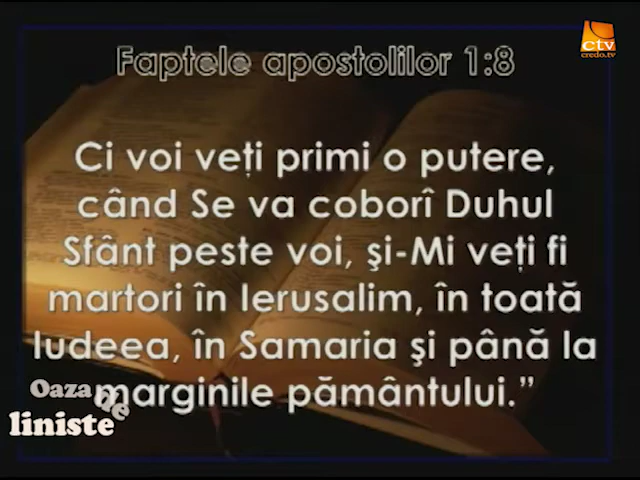 ctv
credo.tv
Faptele apostolilor 1:8
Ci voi veți primi o putere,
când Se va coborî Duhul
Sfânt peste voi, şi-Mi veți fi
martori în Ierusalim, în toată
Iudeea, în Samaria şi până la
marginile pământului.”
Oaza de
liniste